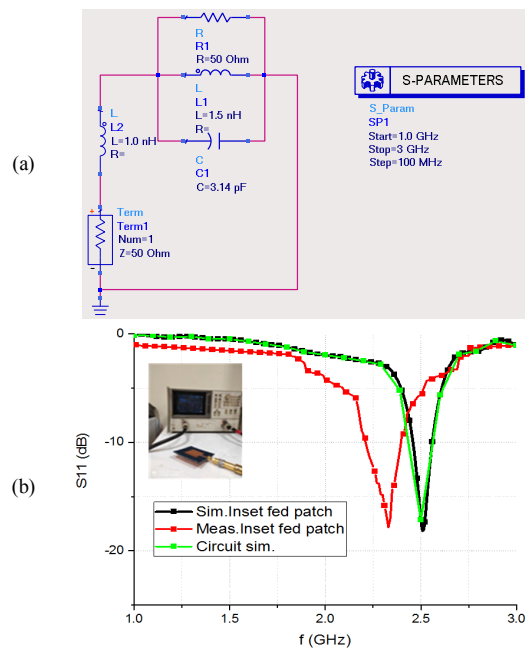 R
R1
R=50 Ohm
L
L1
L=1.5 nH
R=
C
C1
C=3.14 pF
L
L2
L=1.0 nH
R=
Term
Term1
Num=1
Z=50 Ohm
+
-
S-PARAMETERS
S_Param
SP1
Start=1.0 GHz
Stop=3 GHz
Step=100 MHz
(a)
0
-10
-20
S11 (dB)
Sim.Inset fed patch
Meas.Inset fed patch
Circuit sim.
1.0 1.5 2.0 2.5 3.0
f (GHz)
(b)